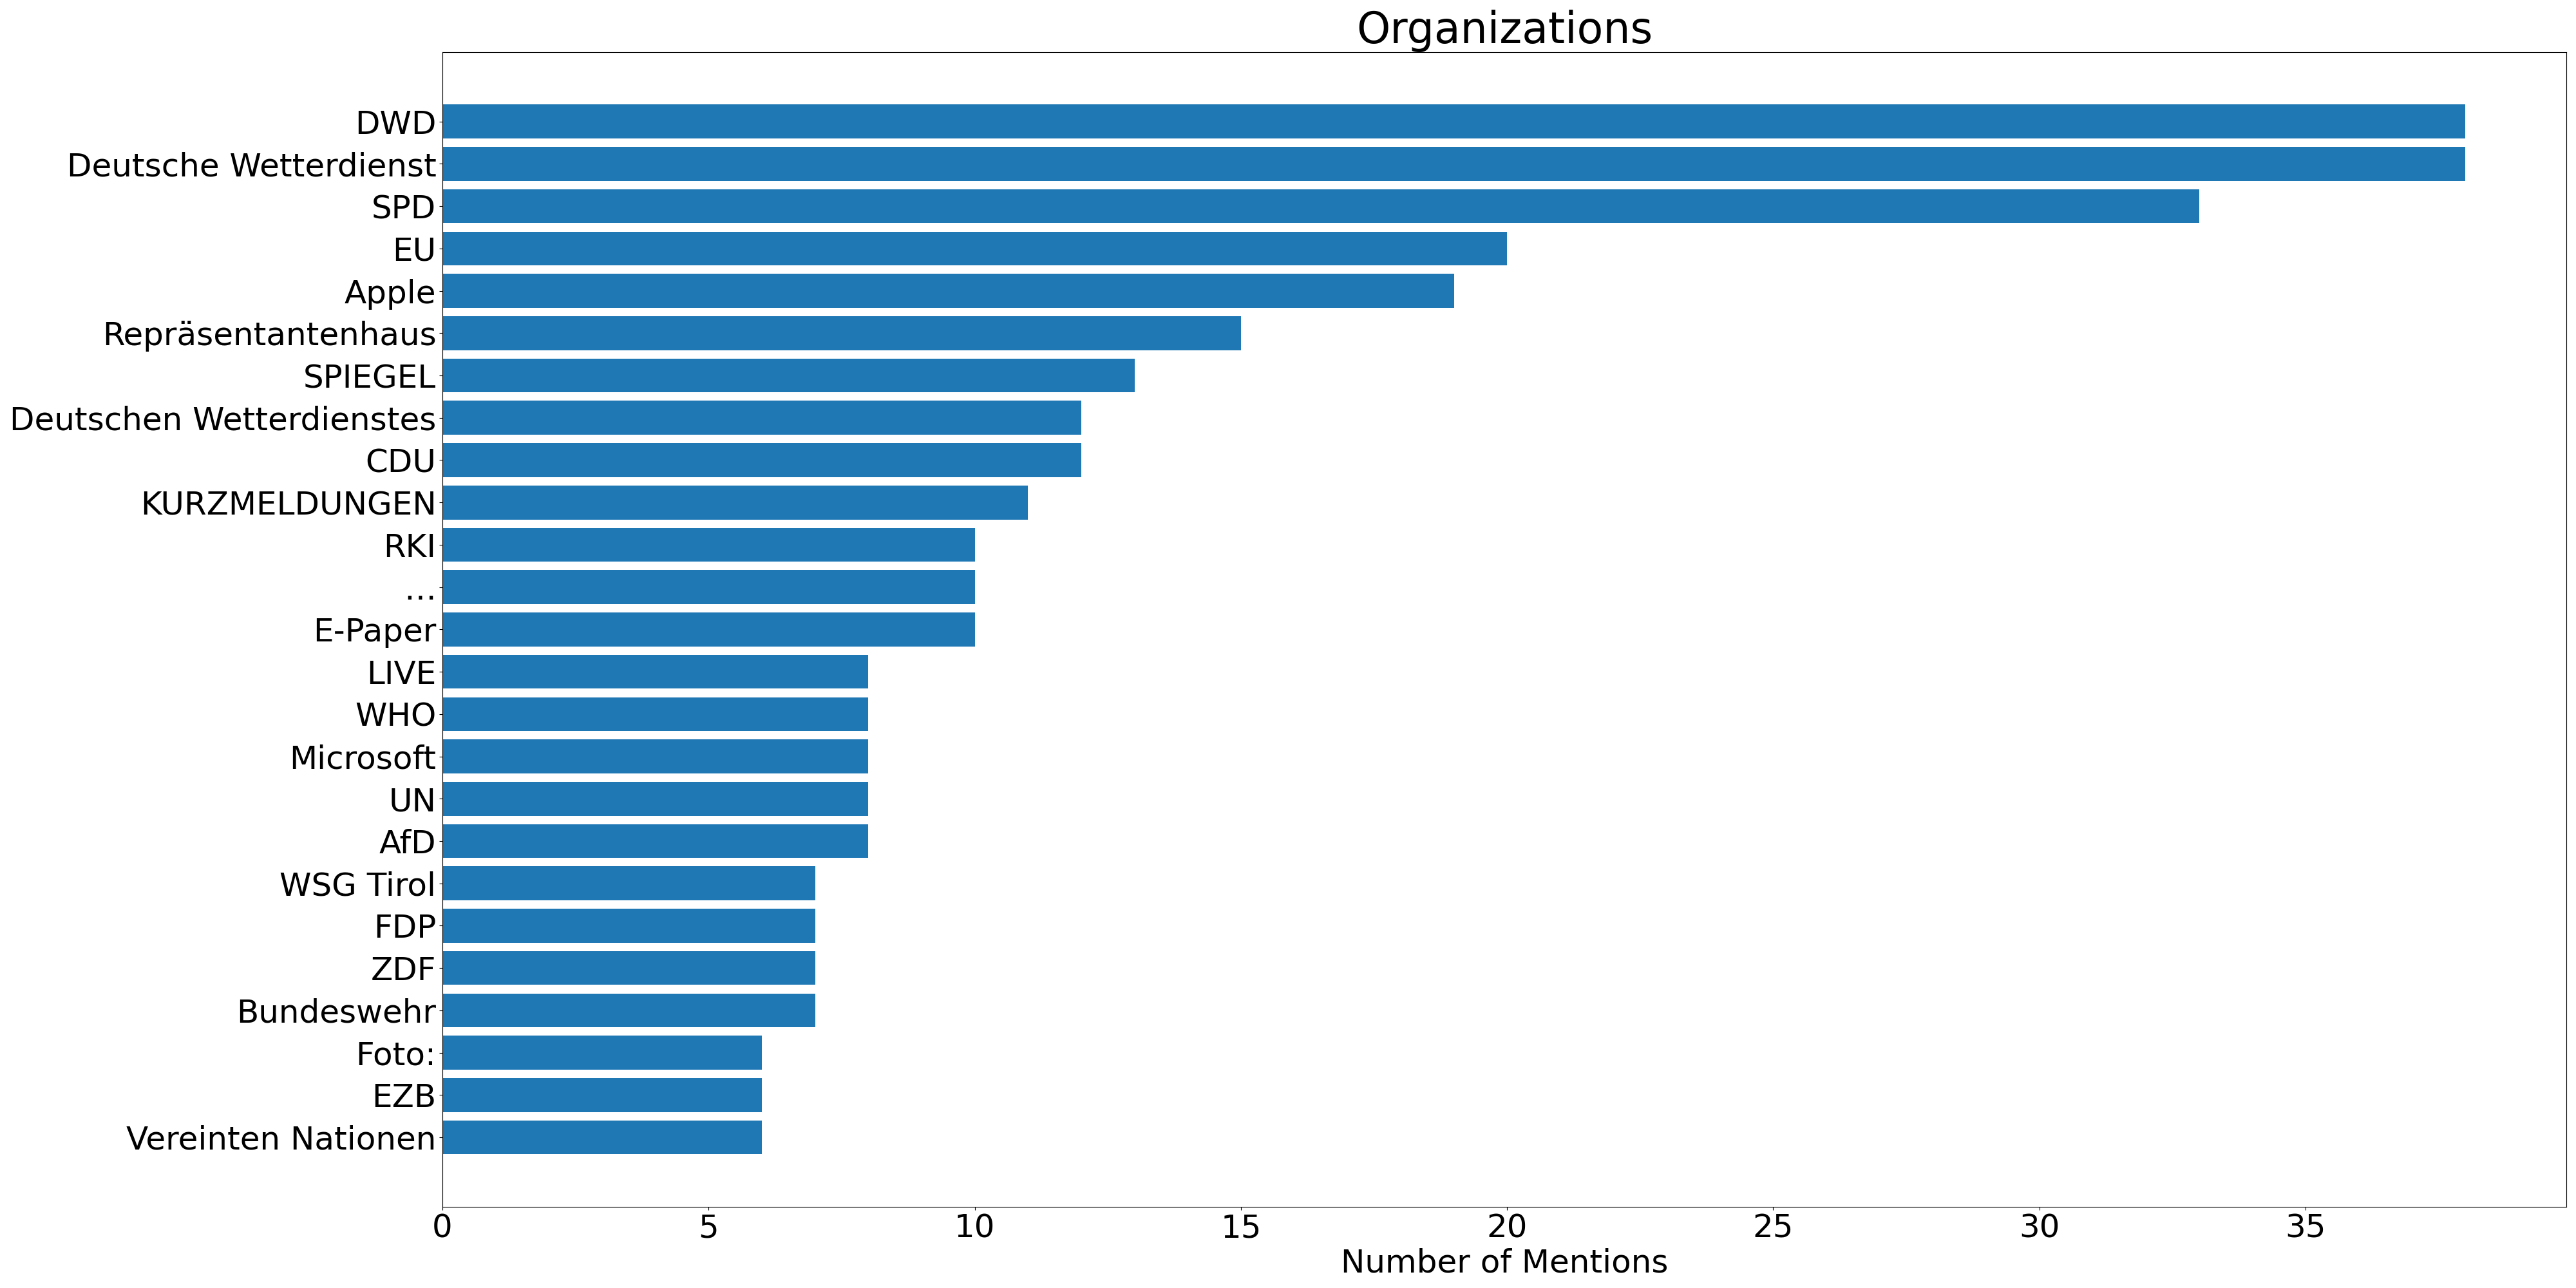 Organizations
DWD
Deutsche Wetterdienst
SPD
EU
Apple
Repräsentantenhaus
SPIEGEL
Deutschen Wetterdienstes
CDU
KURZMELDUNGEN
RKI
...
E-Paper
LIVE
WHO
Microsoft
UN
AfD
WSG Tirol
FDP
ZDF
Bundeswehr
Foto:
EZB
Vereinten Nationen
0 5 10 15 20 25 30 35
Number of Mentions